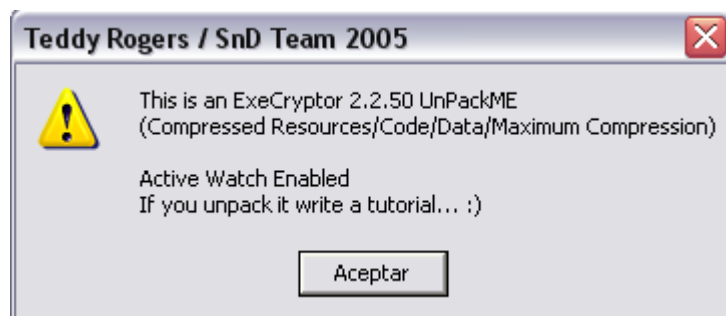 Teddy Rogers / SnD Team 2005
This is an ExeCryptor 2.2.50 UnPackME
(Compressed Resources/Code/Data/Maximum Compression)
Active Watch Enabled
If you unpack it write a tutorial... :)
Aceptar